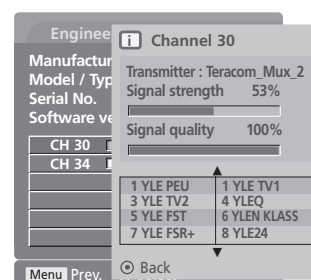 Enginee
Manufactur
Model / Typ
Serial No.
Software ve
CH 30
CH 34
Menu Prev.
i Channel 30
Transmitter : Teracom_Mux_2
Signal strength 53%
Signal quality 100%
1 YLE PEU 1 YLE TV1
3 YLE TV2 4 YLEQ
5 YLE FST 6 YLEN KLASS
7 YLE FSR+ 8 YLE24
Back